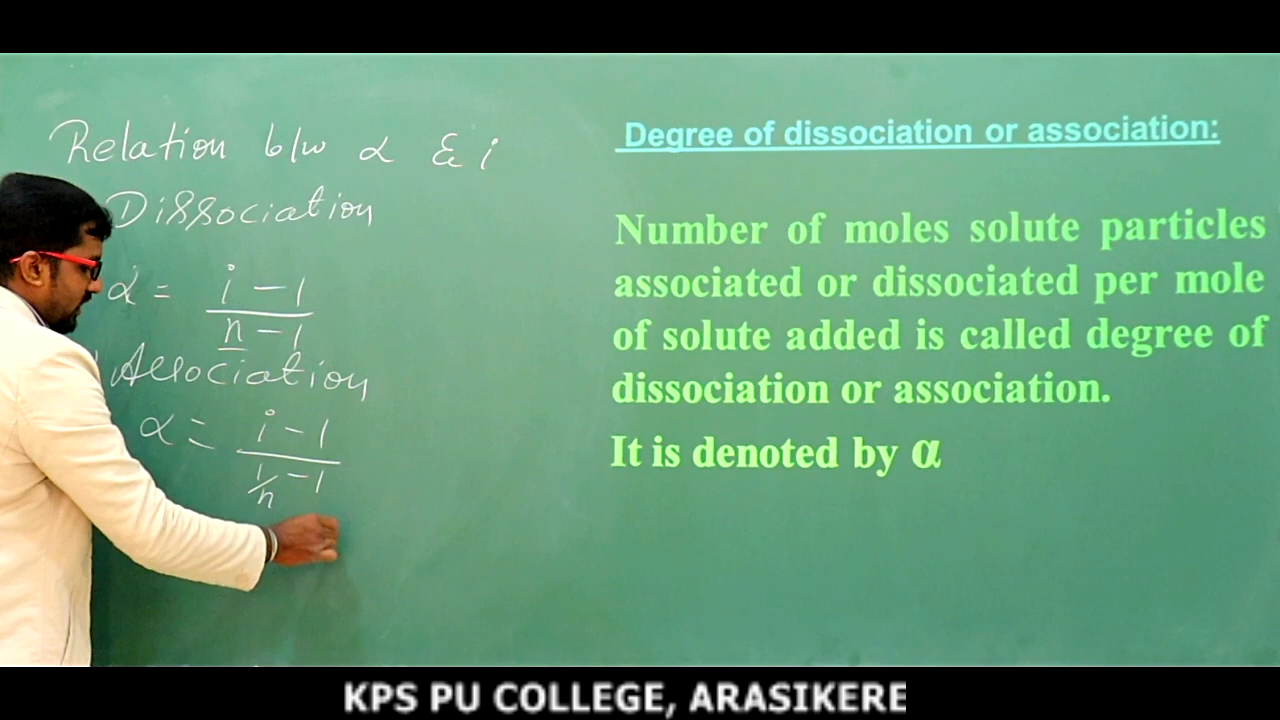 Relation b/w α & i
Dissociation
α = i - 1
n - 1
Association
α = i - 1
1/n - 1
Degree of dissociation or association:
Number of moles solute particles
associated or dissociated per mole
of solute added is called degree of
dissociation or association.
It is denoted by α
KPS PU COLLEGE, ARASIKERE